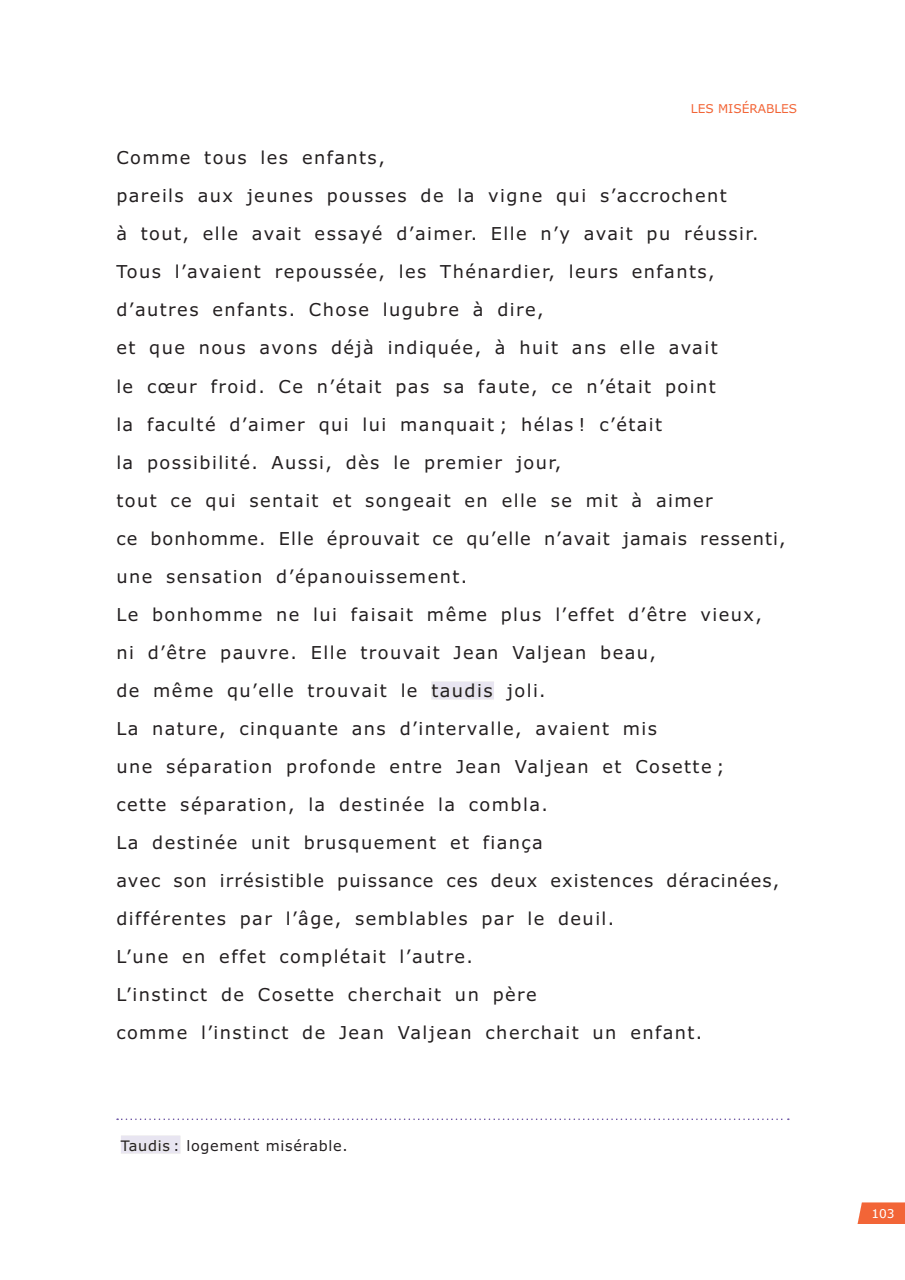 LES MISÉRABLES
Comme tous les enfants,
pareils aux jeunes pousses de la vigne qui s’accrochent
à tout, elle avait essayé d’aimer. Elle n’y avait pu réussir.
Tous l’avaient repoussée, les Thénardier, leurs enfants,
d’autres enfants. Chose lugubre à dire,
et que nous avons déjà indiquée, à huit ans elle avait
le cœur froid. Ce n’était pas sa faute, ce n’était point
la faculté d’aimer qui lui manquait ; hélas ! c’était
la possibilité. Aussi, dès le premier jour,
tout ce qui sentait et songeait en elle se mit à aimer
ce bonhomme. Elle éprouvait ce qu’elle n’avait jamais ressenti,
une sensation d’épanouissement.
Le bonhomme ne lui faisait même plus l’effet d’être vieux,
ni d’être pauvre. Elle trouvait Jean Valjean beau,
de même qu’elle trouvait le taudis joli.
La nature, cinquante ans d’intervalle, avaient mis
une séparation profonde entre Jean Valjean et Cosette ;
cette séparation, la destinée la combla.
La destinée unit brusquement et fiança
avec son irrésistible puissance ces deux existences déracinées,
différentes par l’âge, semblables par le deuil.
L’une en effet complétait l’autre.
L’instinct de Cosette cherchait un père
comme l’instinct de Jean Valjean cherchait un enfant.
Taudis : logement misérable.
103